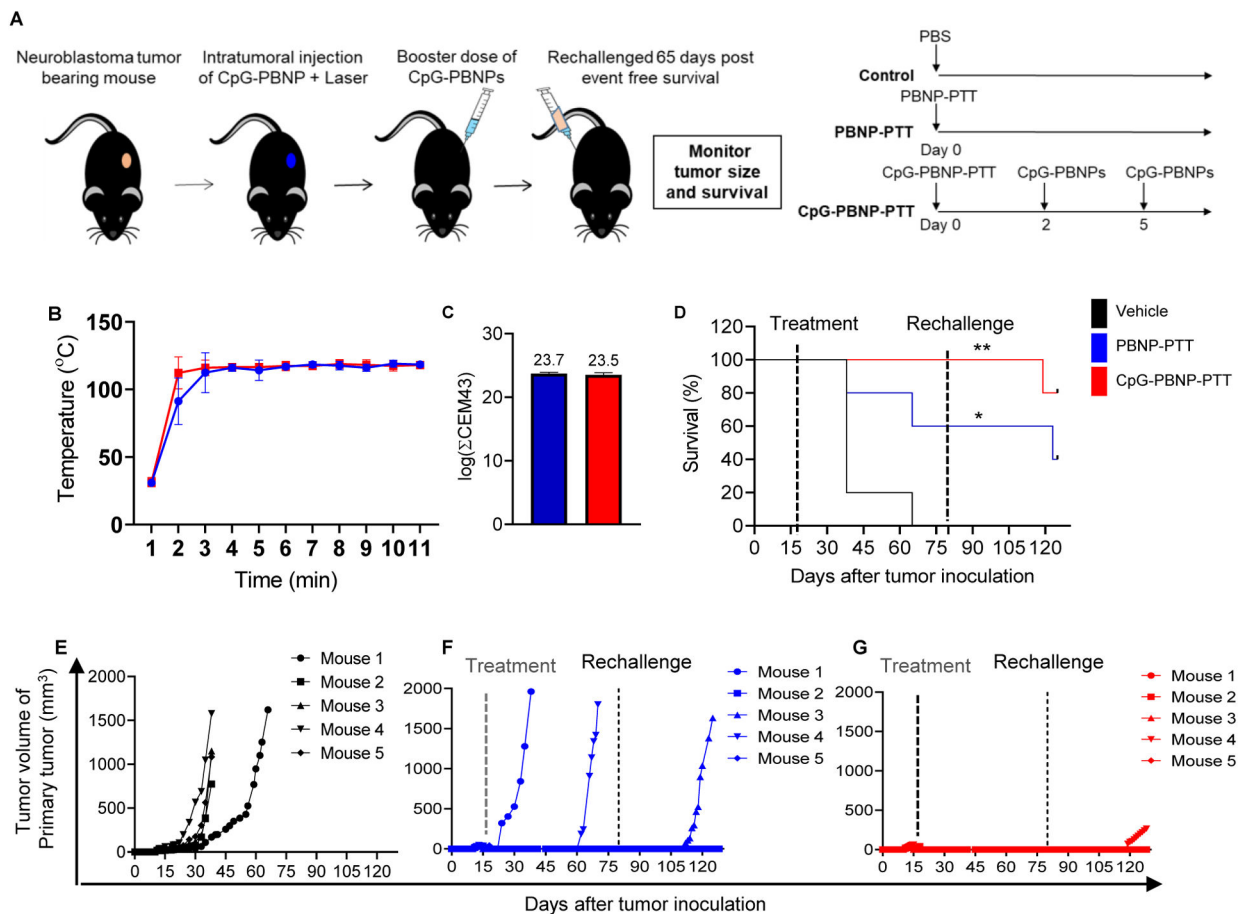 A
Neuroblastoma tumor
bearing mouse
Intratumoral injection
of CpG-PBNP + Laser
Booster dose of
CpG-PBNPs
Rechallenged 65 days post
event free survival
Monitor
tumor size
and survival
PBS
Control
PBNP-PTT
PBNP-PTT
Day 0
CpG-PBNP-PTT CpG-PBNPs CpG-PBNPs
CpG-PBNP-PTT
Day 0 2 5
B
Temperature (°C)
150
100
50
0
1 2 3 4 5 6 7 8 9 10 11
Time (min)
C
log(ΣCEM43)
30
20
10
0
23.7 23.5
D
Treatment Rechallenge
Survival (%)
100
80
60
40
20
0
**
*
0 15 30 45 60 75 90 105 120
Days after tumor inoculation
Vehicle
PBNP-PTT
CpG-PBNP-PTT
Tumor volume of
Primary tumor (mm³)
E
2000
1500
1000
500
0
0 15 30 45 60 75 90 105 120
Mouse 1
Mouse 2
Mouse 3
Mouse 4
Mouse 5
F
Treatment Rechallenge
2000
1500
1000
500
0
0 15 30 45 60 75 90 105 120
Mouse 1
Mouse 2
Mouse 3
Mouse 4
Mouse 5
G
Treatment Rechallenge
2000
1500
1000
500
0
0 15 30 45 60 75 90 105 120
Mouse 1
Mouse 2
Mouse 3
Mouse 4
Mouse 5
Days after tumor inoculation